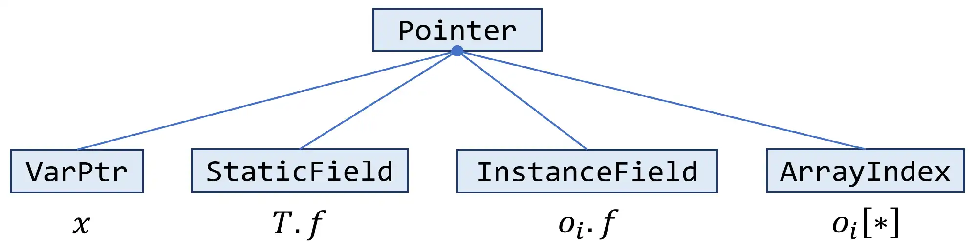 Pointer
VarPtr StaticField InstanceField ArrayIndex
x T.f oᵢ.f oᵢ[*]